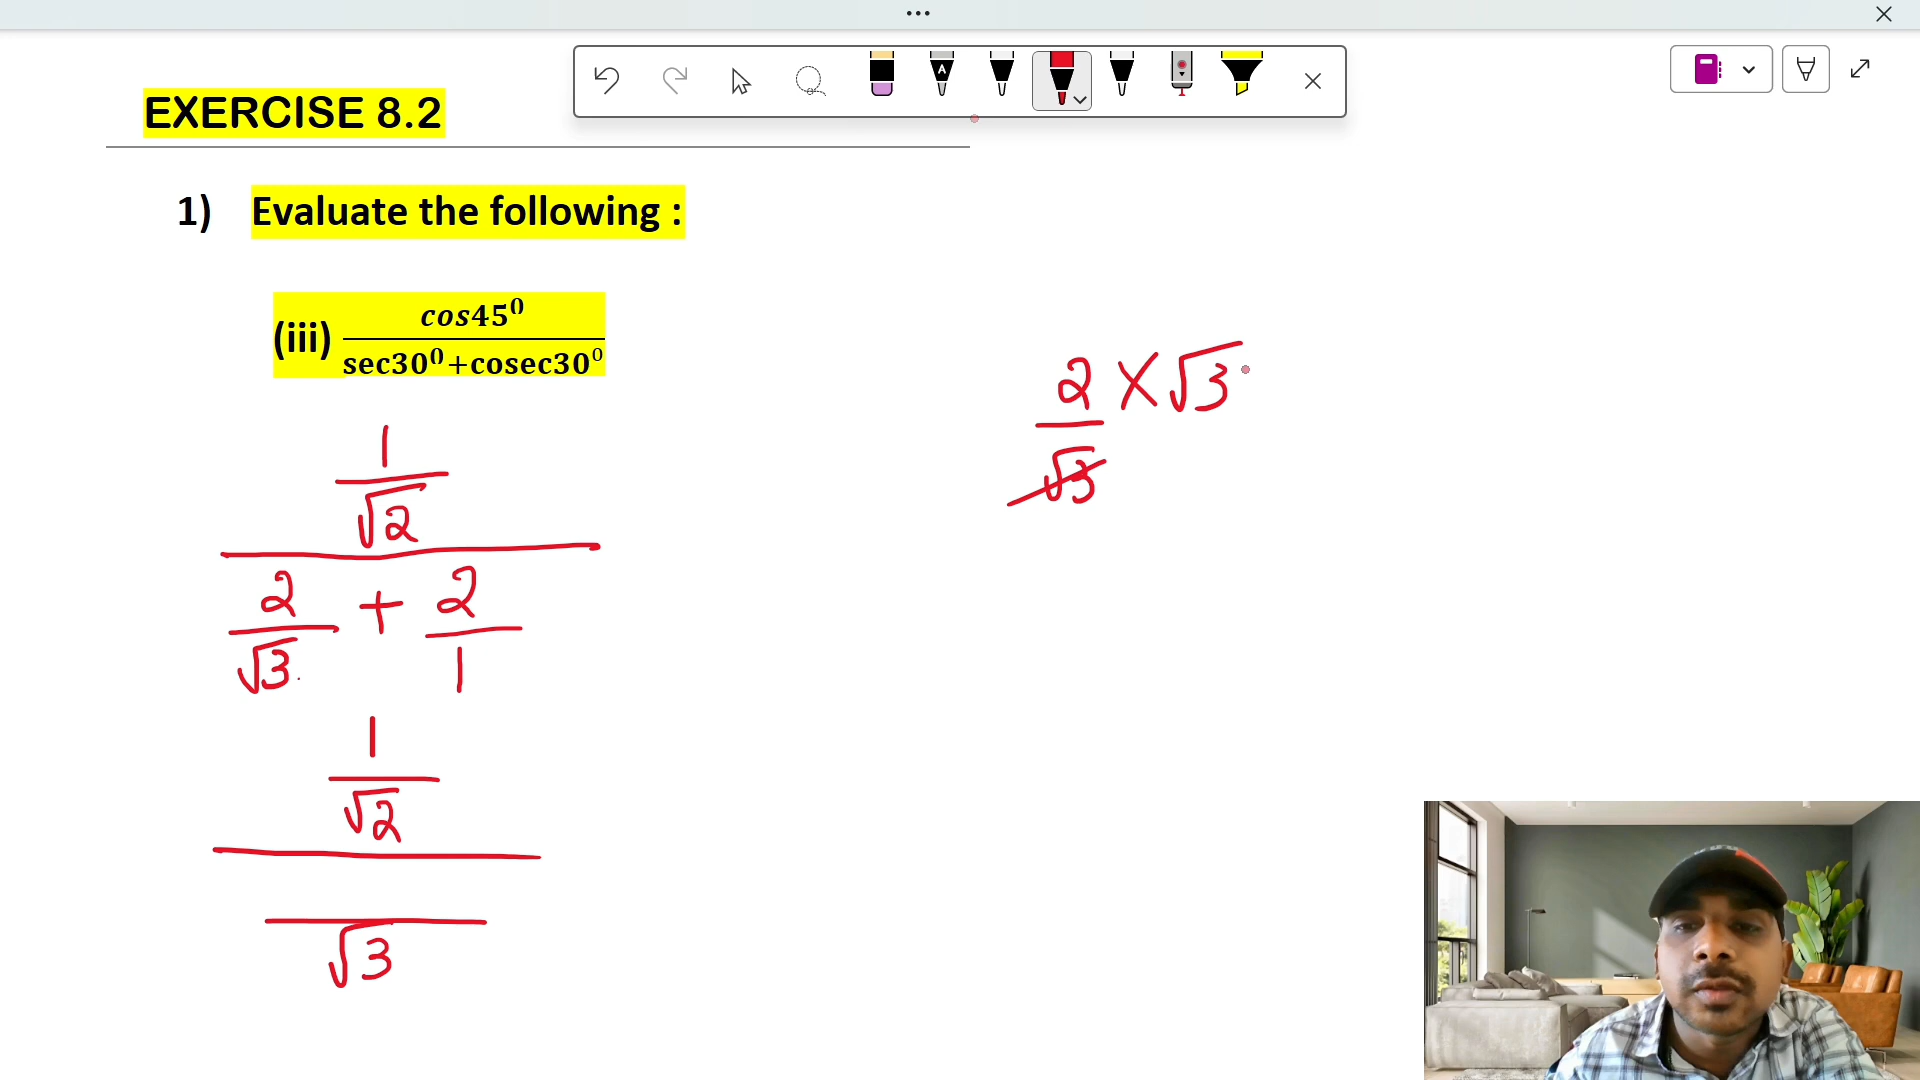 EXERCISE 8.2
1) Evaluate the following :
(iii) cos45⁰
sec30⁰+cosec30⁰
1
√2
2 + 2
√3 1
1
√2
√3
2 × √3
√3